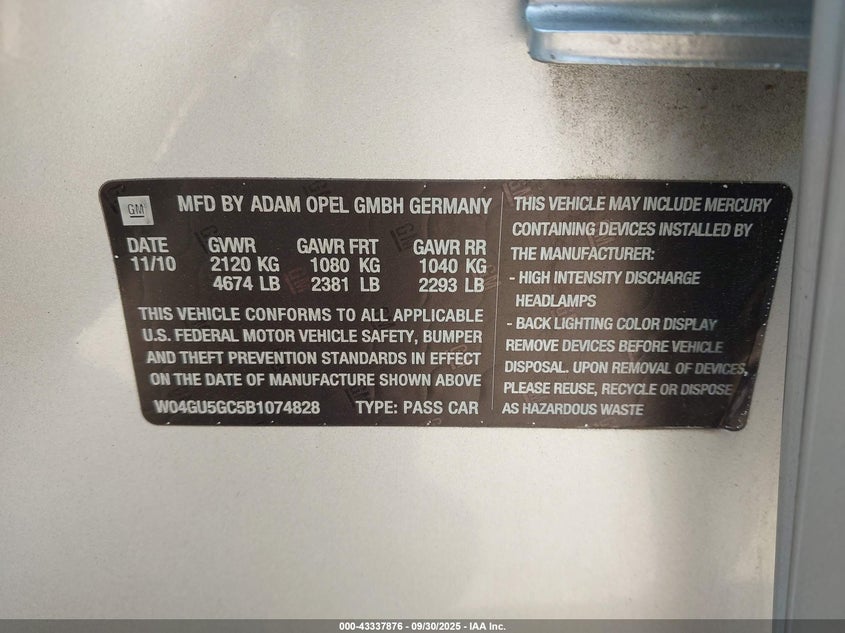 GM
MFD BY ADAM OPEL GMBH GERMANY
DATE GVWR GAWR FRT GAWR RR
11/10 2120 KG 1080 KG 1040 KG
4674 LB 2381 LB 2293 LB
THIS VEHICLE CONFORMS TO ALL APPLICABLE
U.S. FEDERAL MOTOR VEHICLE SAFETY, BUMPER
AND THEFT PREVENTION STANDARDS IN EFFECT
ON THE DATE OF MANUFACTURE SHOWN ABOVE
W04GU5GC5B1074828 TYPE: PASS CAR
THIS VEHICLE MAY INCLUDE MERCURY
CONTAINING DEVICES INSTALLED BY
THE MANUFACTURER:
- HIGH INTENSITY DISCHARGE
HEADLAMPS
- BACK LIGHTING COLOR DISPLAY
REMOVE DEVICES BEFORE VEHICLE
DISPOSAL. UPON REMOVAL OF DEVICES,
PLEASE REUSE, RECYCLE OR DISPOSE
AS HAZARDOUS WASTE
000-43337876 - 09/30/2025 - IAA Inc.